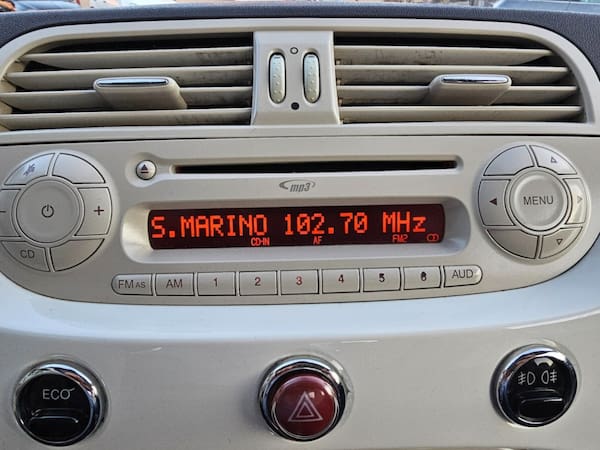 mp3
S.MARINO 102.70 MHz
CD-IN AF FM2
MENU
CD
FM AS AM 1 2 3 4 5 6 AUD
ECO